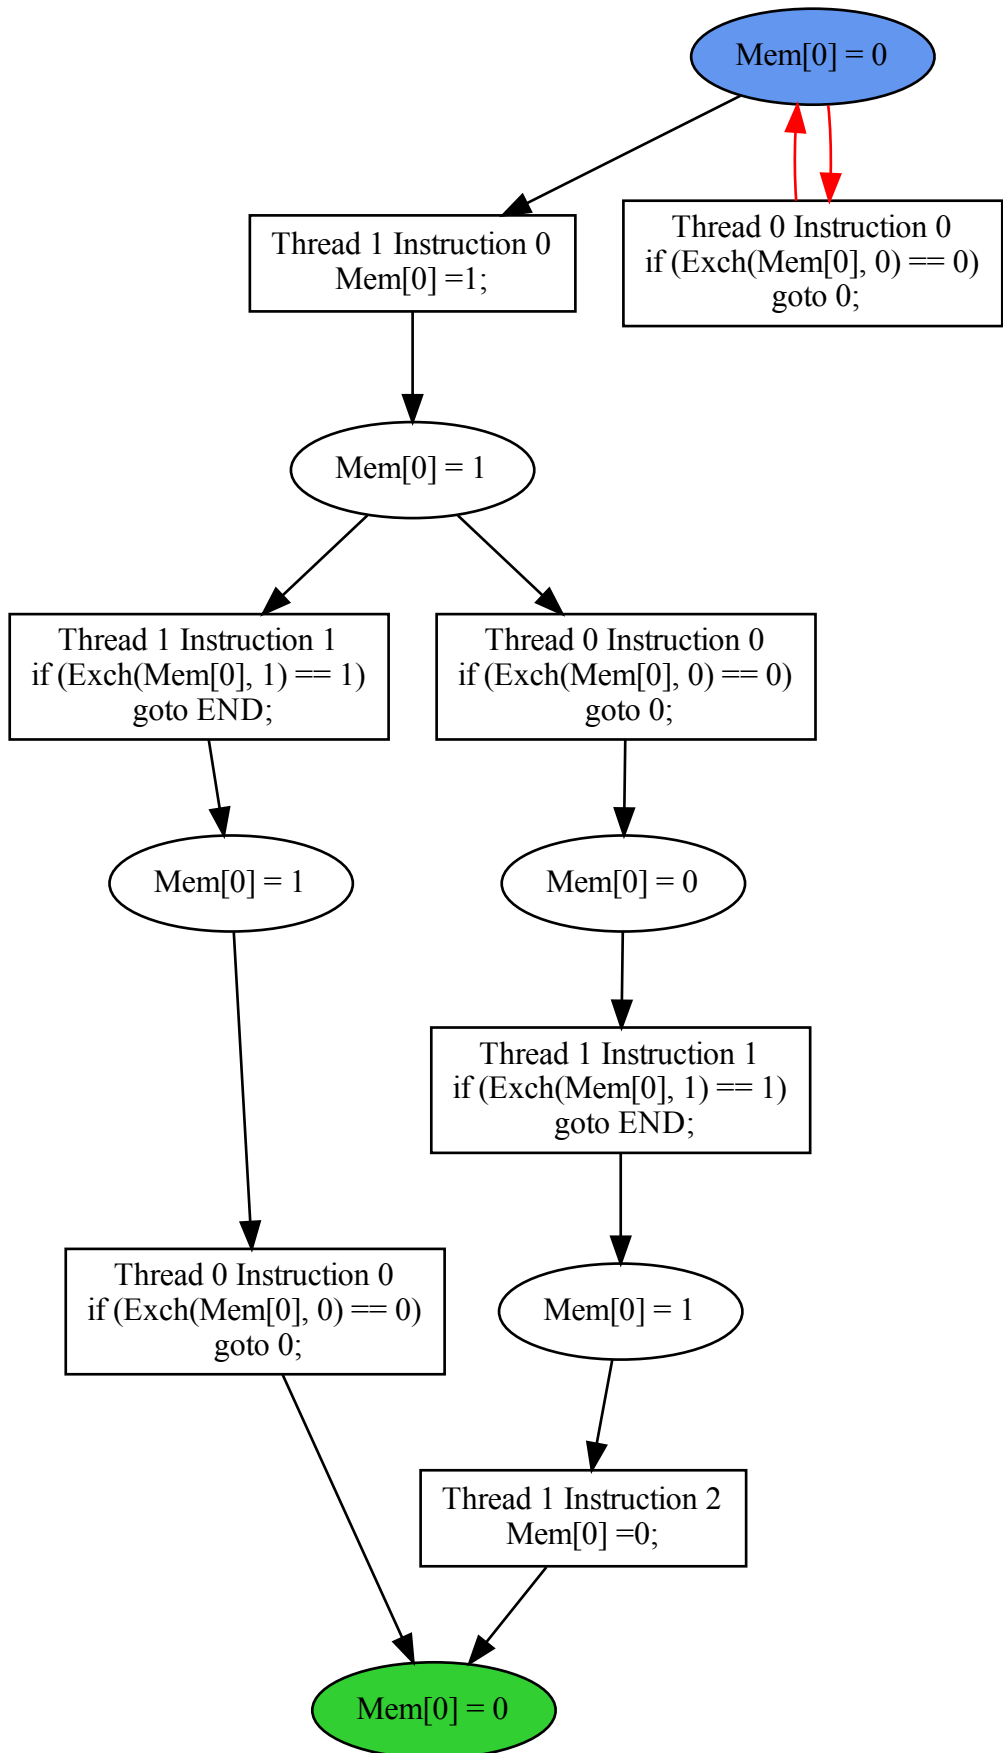 Mem[0] = 0
Thread 1 Instruction 0
Mem[0] =1;
Thread 0 Instruction 0
if (Exch(Mem[0], 0) == 0)
goto 0;
Mem[0] = 1
Thread 1 Instruction 1
if (Exch(Mem[0], 1) == 1)
goto END;
Thread 0 Instruction 0
if (Exch(Mem[0], 0) == 0)
goto 0;
Mem[0] = 1
Mem[0] = 0
Thread 1 Instruction 1
if (Exch(Mem[0], 1) == 1)
goto END;
Thread 0 Instruction 0
if (Exch(Mem[0], 0) == 0)
goto 0;
Mem[0] = 1
Thread 1 Instruction 2
Mem[0] =0;
Mem[0] = 0